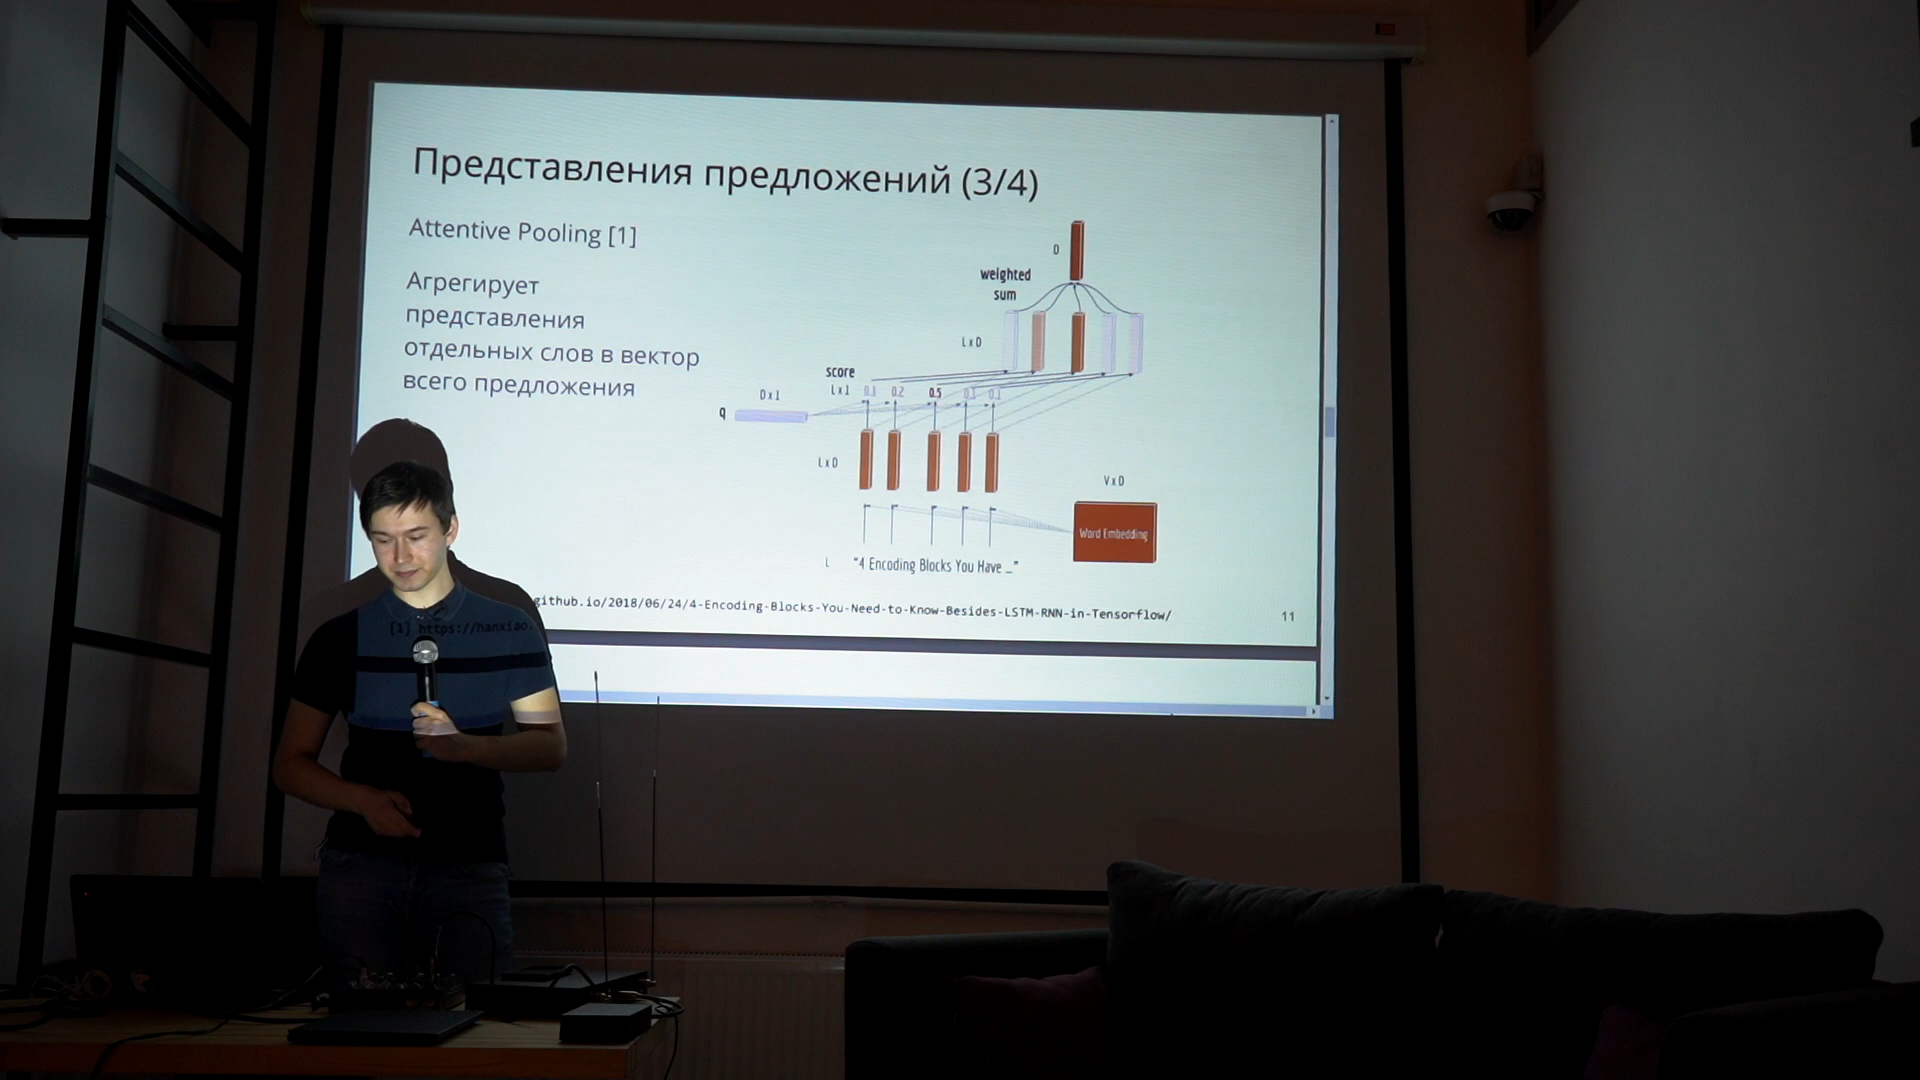 Представления предложений (3/4)
Attentive Pooling [1]
Агрегирует
представления
отдельных слов в вектор
всего предложения
D
weighted
sum
L x D
score
L x 1 0.1 0.2 0.5 0.1 0.1
D x 1
q
L x D
V x D
Word Embedding
L "4 Encoding Blocks You Have ..."
[1] https://hanxiao.github.io/2018/06/24/4-Encoding-Blocks-You-Need-to-Know-Besides-LSTM-RNN-in-Tensorflow/
11